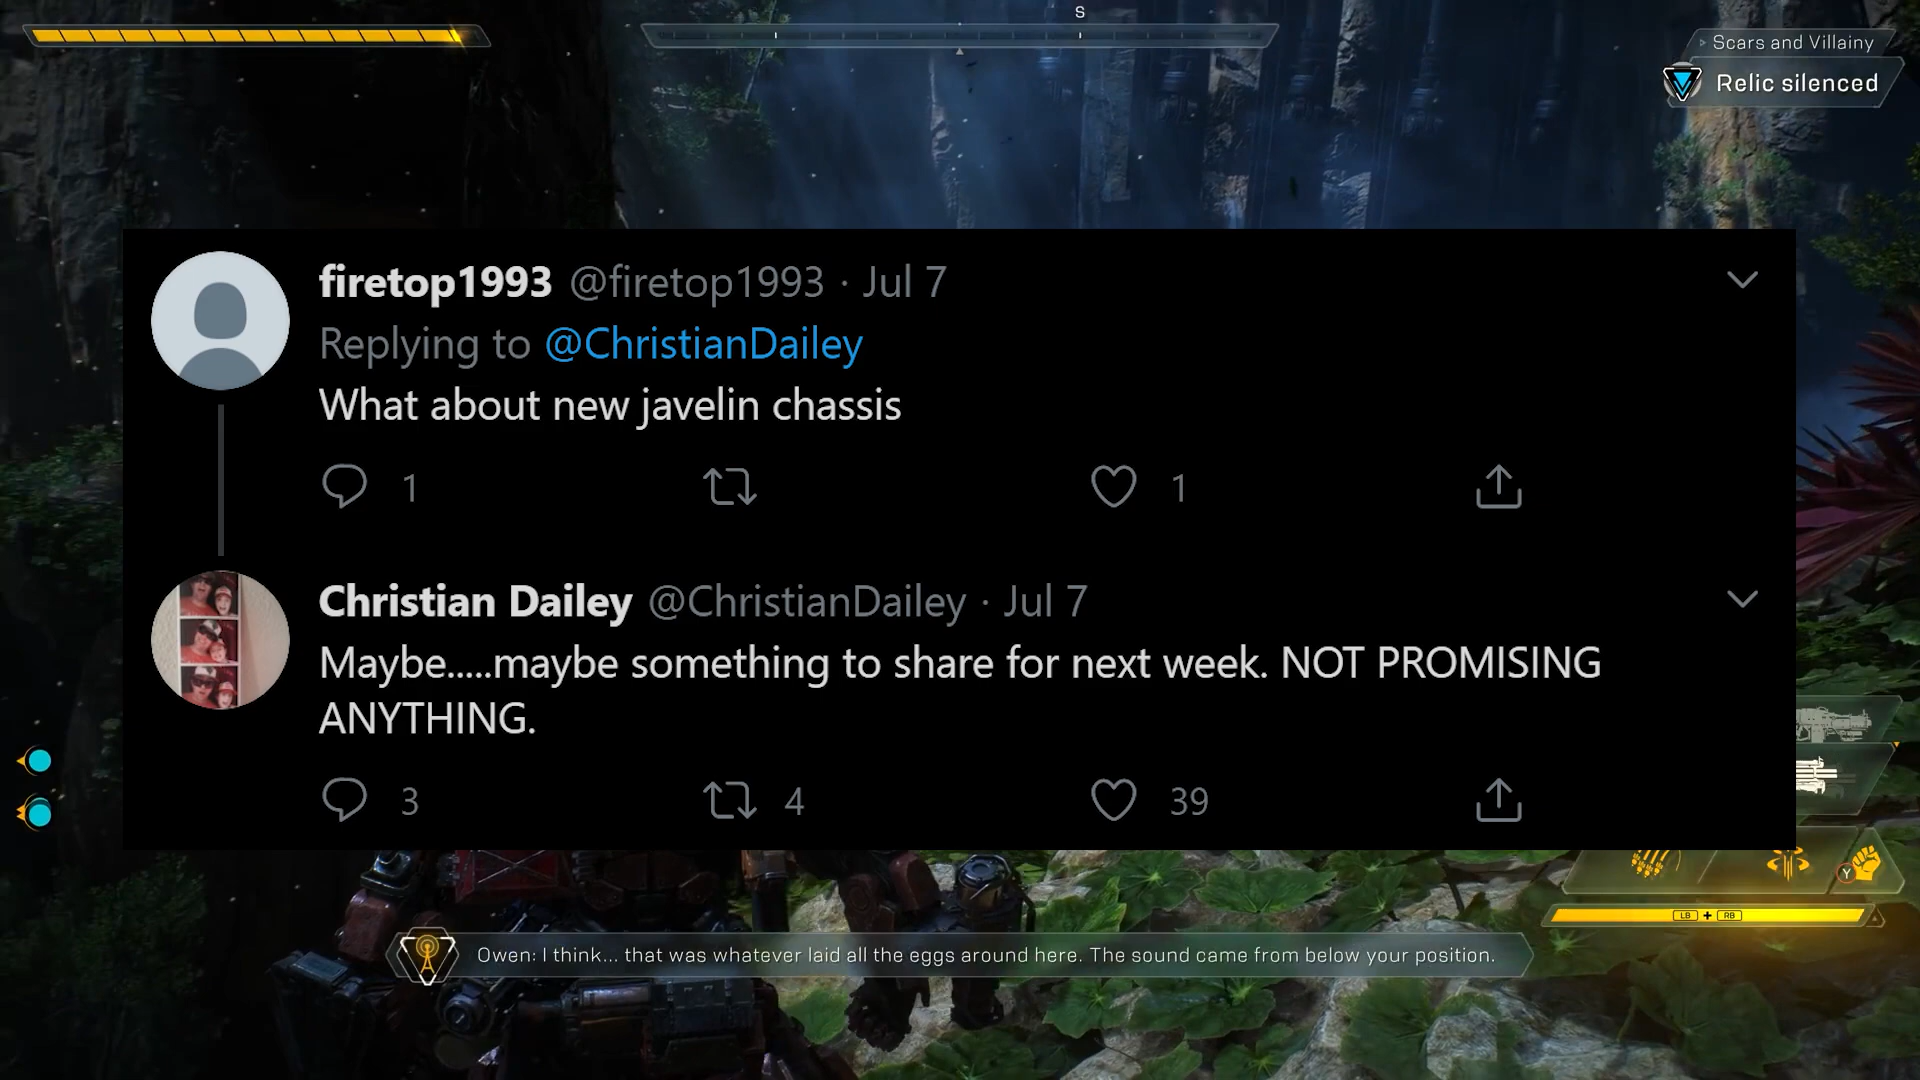 S
Scars and Villainy
Relic silenced
firetop1993 @firetop1993 · Jul 7
Replying to @ChristianDailey
What about new javelin chassis
1 1
Christian Dailey @ChristianDailey · Jul 7
Maybe.....maybe something to share for next week. NOT PROMISING
ANYTHING.
3 4 39
Y
LB + RB
Owen: I think... that was whatever laid all the eggs around here. The sound came from below your position.